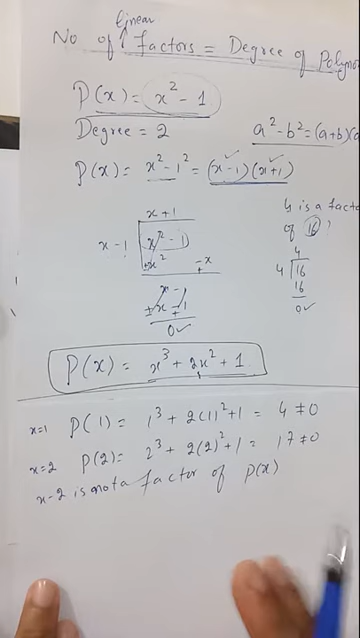 No of linear factors = Degree of Polyno
P(x) = x² - 1
Degree = 2
a² - b² = (a+b)(a
P(x) = x² - 1² = (x-1)(x+1)
x + 1
x - 1 | x² - 1
± x² - x
+
x - 1
± x - 1
+
0 ✓
4 is a facto
of 16 ?
4
4 | 16
16
0 ✓
P(x) = x³ + 2x² + 1
x=1 P(1) = 1³ + 2(1)² + 1 = 4 ≠ 0
x=2 P(2) = 2³ + 2(2)² + 1 = 17 ≠ 0
x-2 is not a factor of P(x)